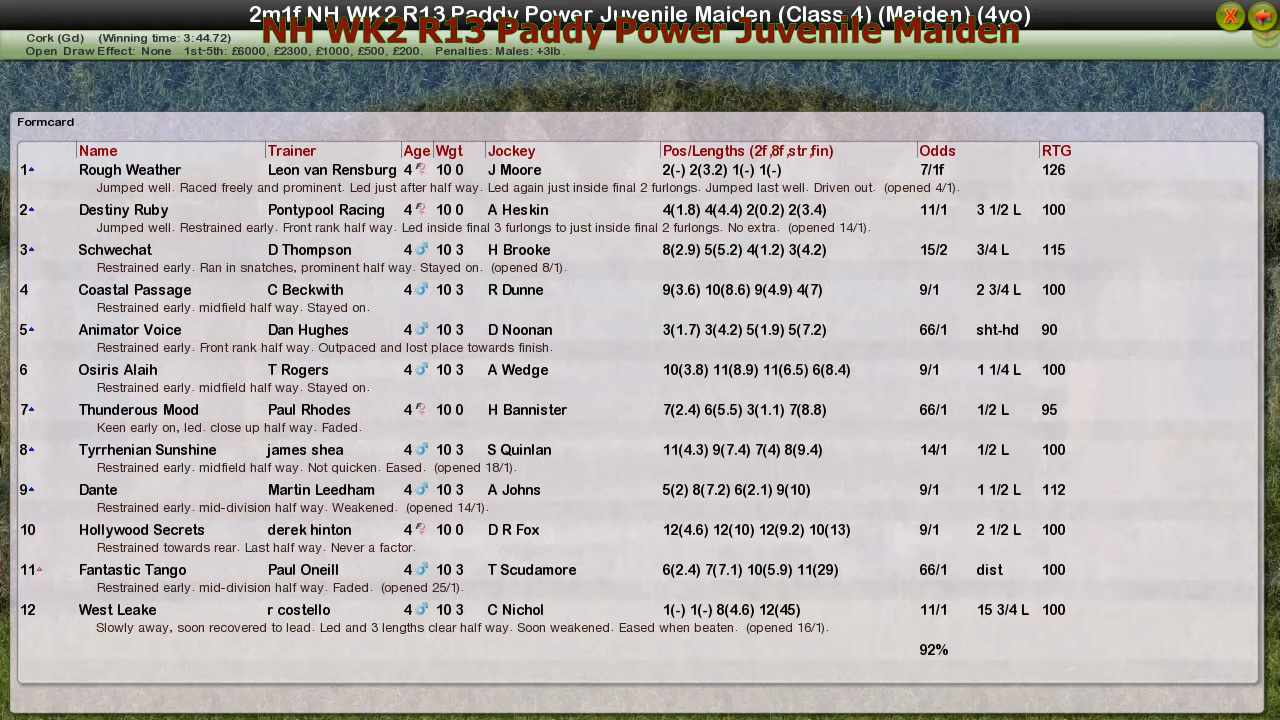 2m1f NH WK2 R13 Paddy Power Juvenile Maiden (Class 4) (Maiden) (4yo)
NH WK2 R13 Paddy Power Juvenile Maiden
Cork (Gd) (Winning time: 3:44.72)
Open Draw Effect: None 1st-5th: £6000, £2300, £1000, £500, £200. Penalties: Males: +3lb.
Formcard
Name Trainer Age Wgt Jockey Pos/Lengths (2f,8f,str,fin) Odds RTG
1 Rough Weather Leon van Rensburg 4 10 0 J Moore 2(-) 2(3.2) 1(-) 1(-) 7/1f 126
Jumped well. Raced freely and prominent. Led just after half way. Led again just inside final 2 furlongs. Jumped last well. Driven out. (opened 4/1).
2 Destiny Ruby Pontypool Racing 4 10 0 A Heskin 4(1.8) 4(4.4) 2(0.2) 2(3.4) 11/1 3 1/2 L 100
Jumped well. Restrained early. Front rank half way. Led inside final 3 furlongs to just inside final 2 furlongs. No extra. (opened 14/1).
3 Schwechat D Thompson 4 10 3 H Brooke 8(2.9) 5(5.2) 4(1.2) 3(4.2) 15/2 3/4 L 115
Restrained early. Ran in snatches, prominent half way. Stayed on. (opened 8/1).
4 Coastal Passage C Beckwith 4 10 3 R Dunne 9(3.6) 10(8.6) 9(4.9) 4(7) 9/1 2 3/4 L 100
Restrained early. midfield half way. Stayed on.
5 Animator Voice Dan Hughes 4 10 3 D Noonan 3(1.7) 3(4.2) 5(1.9) 5(7.2) 66/1 sht-hd 90
Restrained early. Front rank half way. Outpaced and lost place towards finish.
6 Osiris Alaih T Rogers 4 10 3 A Wedge 10(3.8) 11(8.9) 11(6.5) 6(8.4) 9/1 1 1/4 L 100
Restrained early. midfield half way. Stayed on.
7 Thunderous Mood Paul Rhodes 4 10 0 H Bannister 7(2.4) 6(5.5) 3(1.1) 7(8.8) 66/1 1/2 L 95
Keen early on, led. close up half way. Faded.
8 Tyrrhenian Sunshine james shea 4 10 3 S Quinlan 11(4.3) 9(7.4) 7(4) 8(9.4) 14/1 1/2 L 100
Restrained early. midfield half way. Not quicken. Eased. (opened 18/1).
9 Dante Martin Leedham 4 10 3 A Johns 5(2) 8(7.2) 6(2.1) 9(10) 9/1 1 1/2 L 112
Restrained early. mid-division half way. Weakened. (opened 14/1).
10 Hollywood Secrets derek hinton 4 10 0 D R Fox 12(4.6) 12(10) 12(9.2) 10(13) 9/1 2 1/2 L 100
Restrained towards rear. Last half way. Never a factor.
11 Fantastic Tango Paul Oneill 4 10 3 T Scudamore 6(2.4) 7(7.1) 10(5.9) 11(29) 66/1 dist 100
Restrained early. mid-division half way. Faded. (opened 25/1).
12 West Leake r costello 4 10 3 C Nichol 1(-) 1(-) 8(4.6) 12(45) 11/1 15 3/4 L 100
Slowly away, soon recovered to lead. Led and 3 lengths clear half way. Soon weakened. Eased when beaten. (opened 16/1).
92%